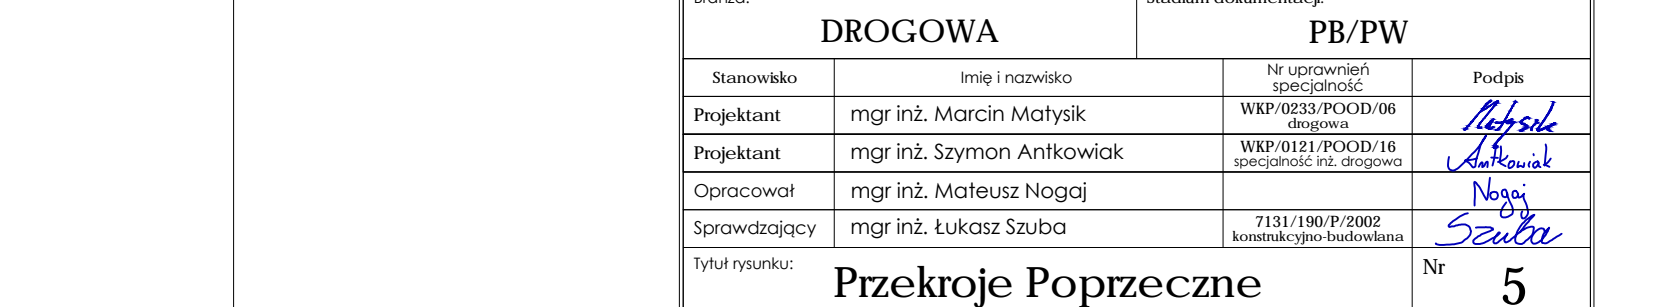 Branża: Stadium dokumentacji:
DROGOWA PB/PW
Stanowisko Imię i nazwisko Nr uprawnień specjalność Podpis
Projektant mgr inż. Marcin Matysik WKP/0233/POOD/06 drogowa Matysik
Projektant mgr inż. Szymon Antkowiak WKP/0121/POOD/16 specjalność inż. drogowa Antkowiak
Opracował mgr inż. Mateusz Nogaj Nogaj
Sprawdzający mgr inż. Łukasz Szuba 7131/190/P/2002 konstrukcyjno-budowlana Szuba
Tytuł rysunku: Przekroje Poprzeczne Nr 5